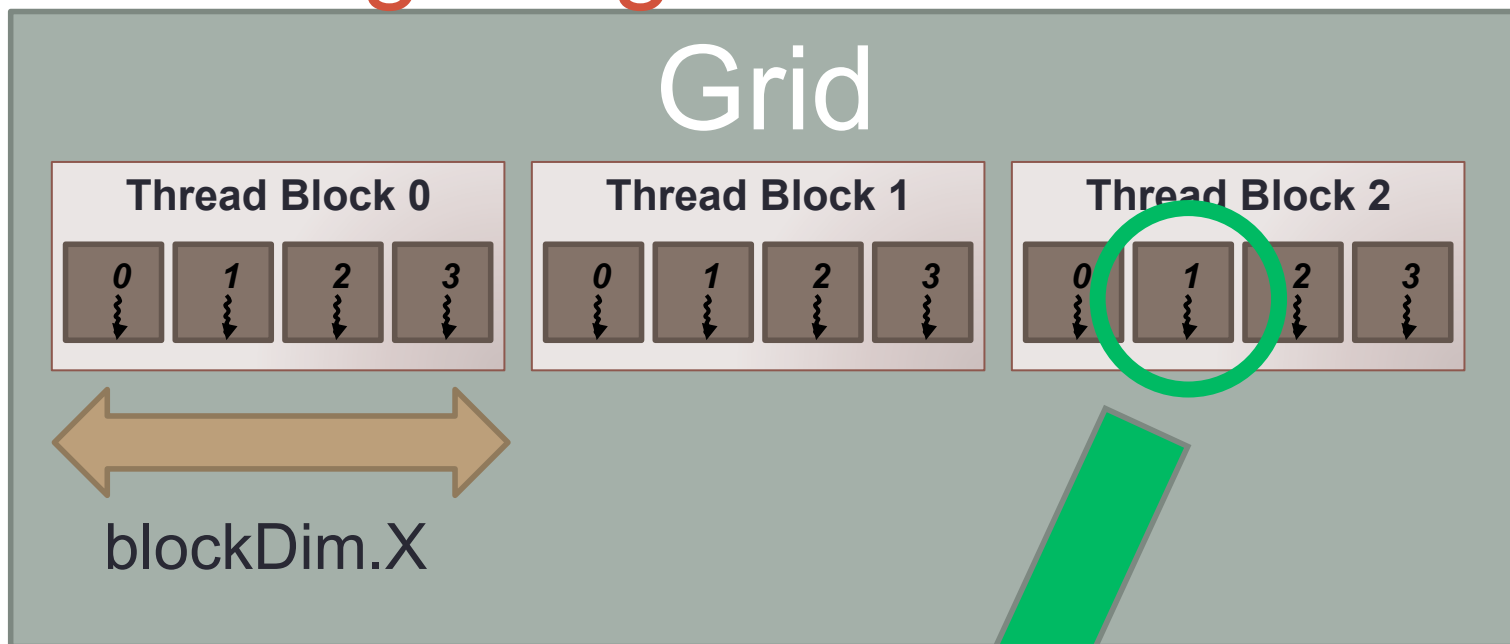 Grid
Thread Block 0
Thread Block 1
Thread Block 2
0 1 2 3
0 1 2 3
0 1 2 3
blockDim.X